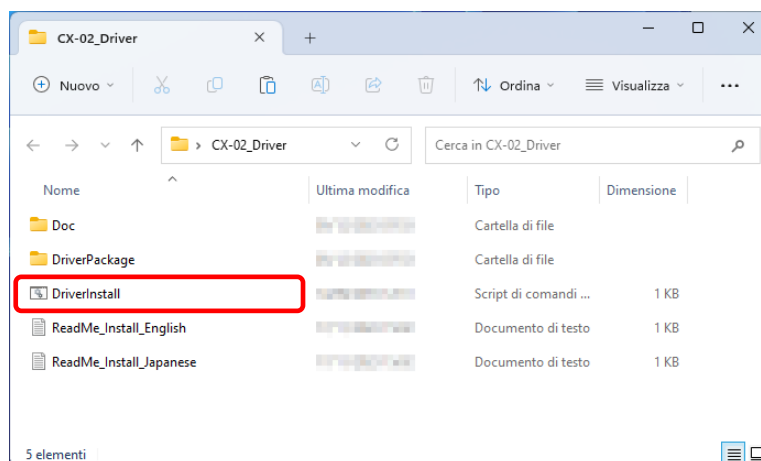 CX-02_Driver
Nuovo Ordina Visualizza
CX-02_Driver Cerca in CX-02_Driver
Nome Ultima modifica Tipo Dimensione
Doc Cartella di file
DriverPackage Cartella di file
DriverInstall Script di comandi ... 1 KB
ReadMe_Install_English Documento di testo 1 KB
ReadMe_Install_Japanese Documento di testo 1 KB
5 elementi